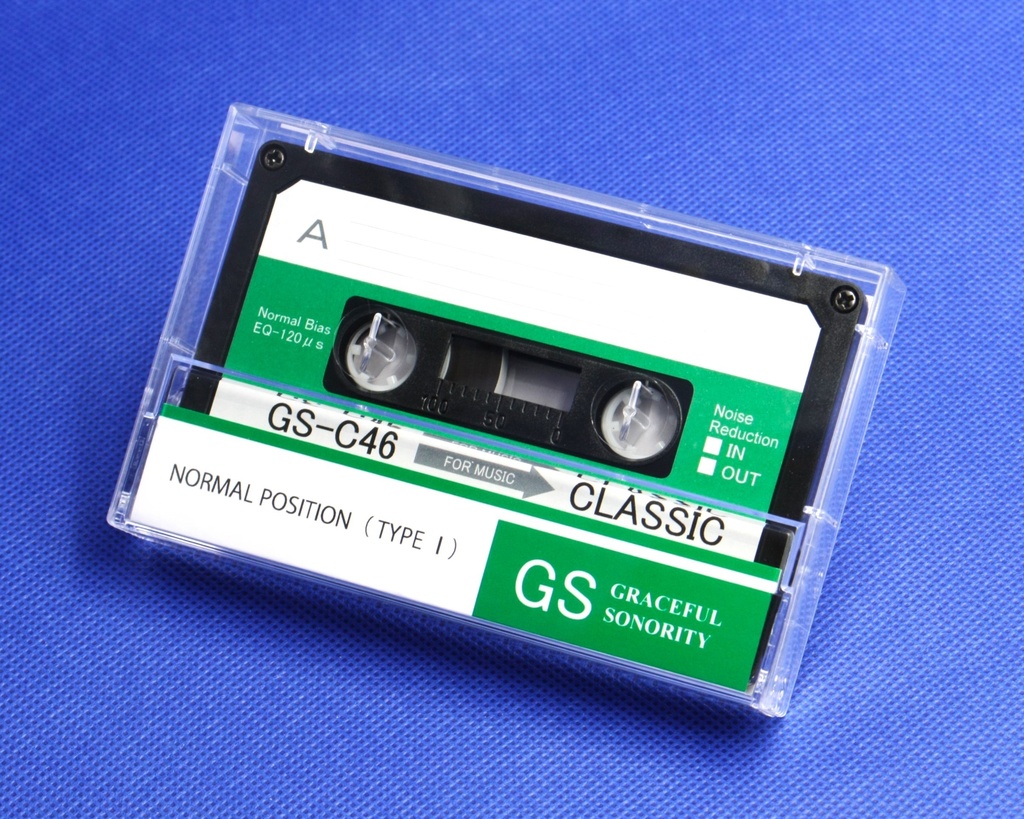 A
Normal Bias
EQ-120μs
100 50 0
Noise
Reduction
IN
OUT
GS-C46
FOR MUSIC
CLASSIC
NORMAL POSITION (TYPE I)
GS
GRACEFUL
SONORITY